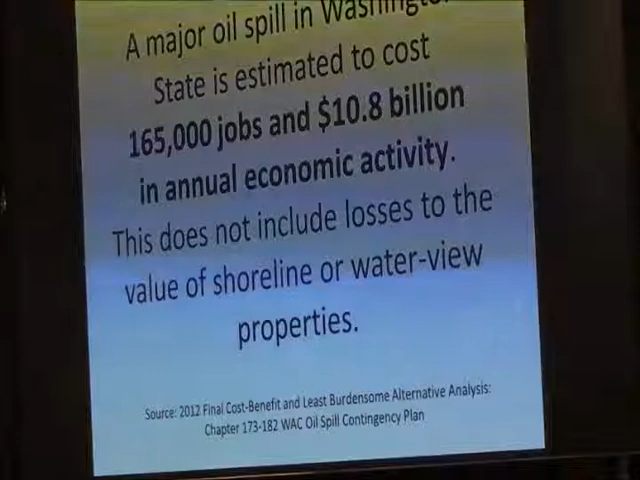 A major oil spill in Washingto
State is estimated to cost
165,000 jobs and $10.8 billion
in annual economic activity.
This does not include losses to the
value of shoreline or water-view
properties.
Source: 2012 Final Cost-Benefit and Least Burdensome Alternative Analysis:
Chapter 173-182 WAC Oil Spill Contingency Plan